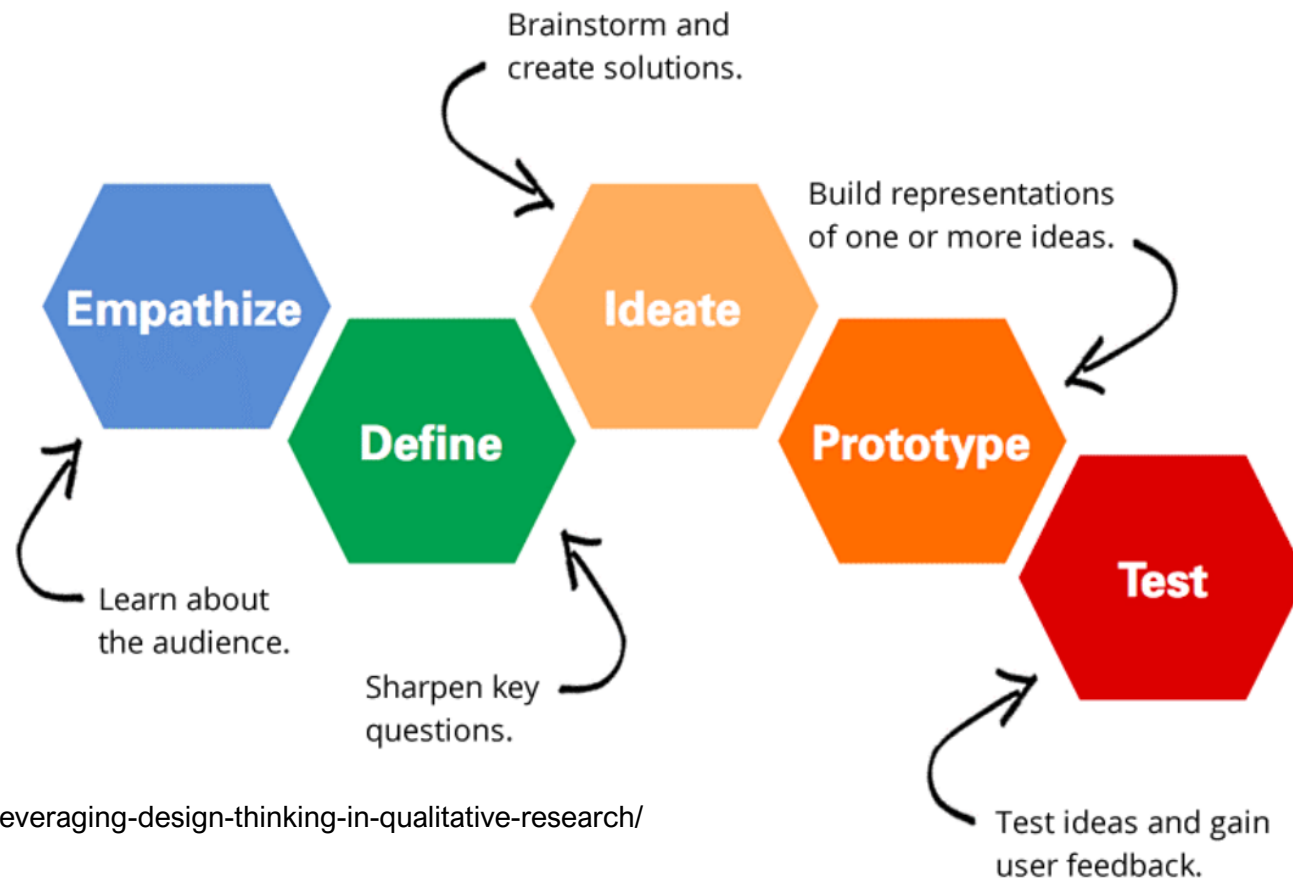 Brainstorm and
create solutions.
Build representations
of one or more ideas.
Empathize
Ideate
Define
Prototype
Test
Learn about
the audience.
Sharpen key
questions.
everaging-design-thinking-in-qualitative-research/
Test ideas and gain
user feedback.